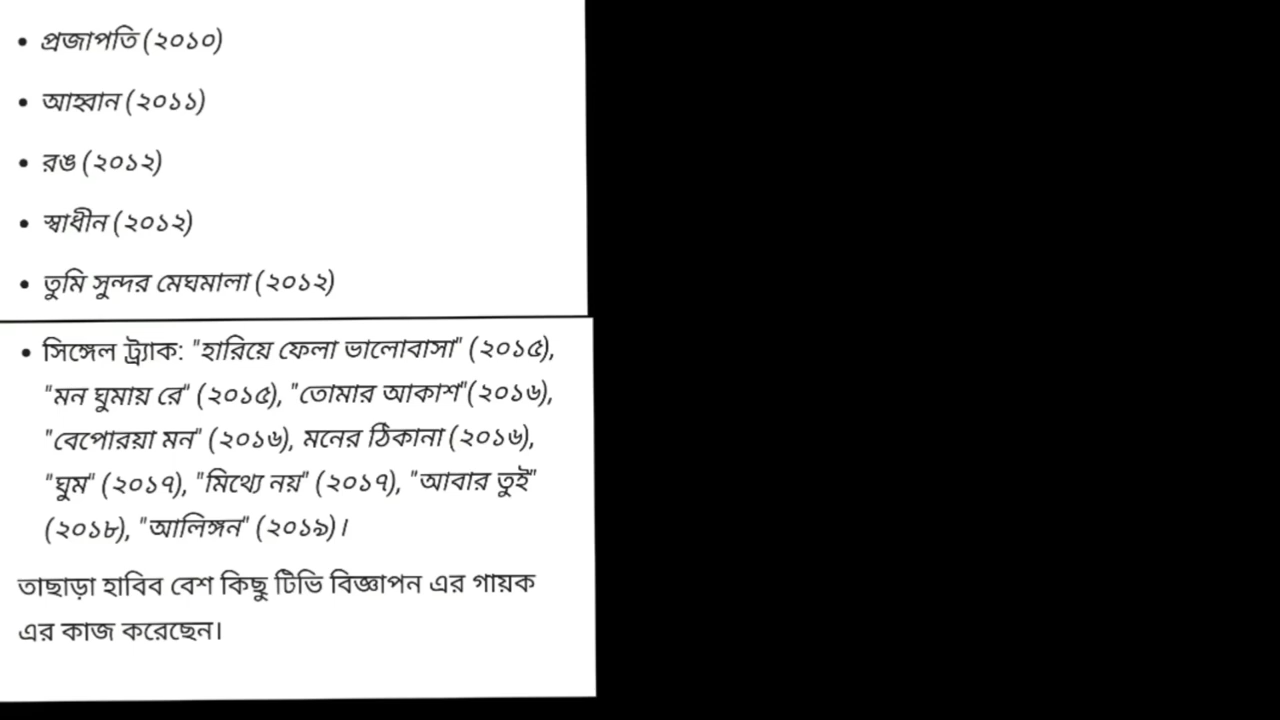 • প্রজাপতি (২০১০)
• আহ্বান (২০১১)
• রঙ (২০১২)
• স্বাধীন (২০১২)
• তুমি সুন্দর মেঘমালা (২০১২)
• সিঙ্গেল ট্র্যাক: "হারিয়ে ফেলা ভালোবাসা" (২০১৫),
"মন ঘুমায় রে" (২০১৫), "তোমার আকাশ"(২০১৬),
"বেপোরয়া মন" (২০১৬), মনের ঠিকানা (২০১৬),
"ঘুম" (২০১৭), "মিথ্যে নয়" (২০১৭), "আবার তুই"
(২০১৮), "আলিঙ্গন" (২০১৯)।
তাছাড়া হাবিব বেশ কিছু টিভি বিজ্ঞাপন এর গায়ক
এর কাজ করেছেন।